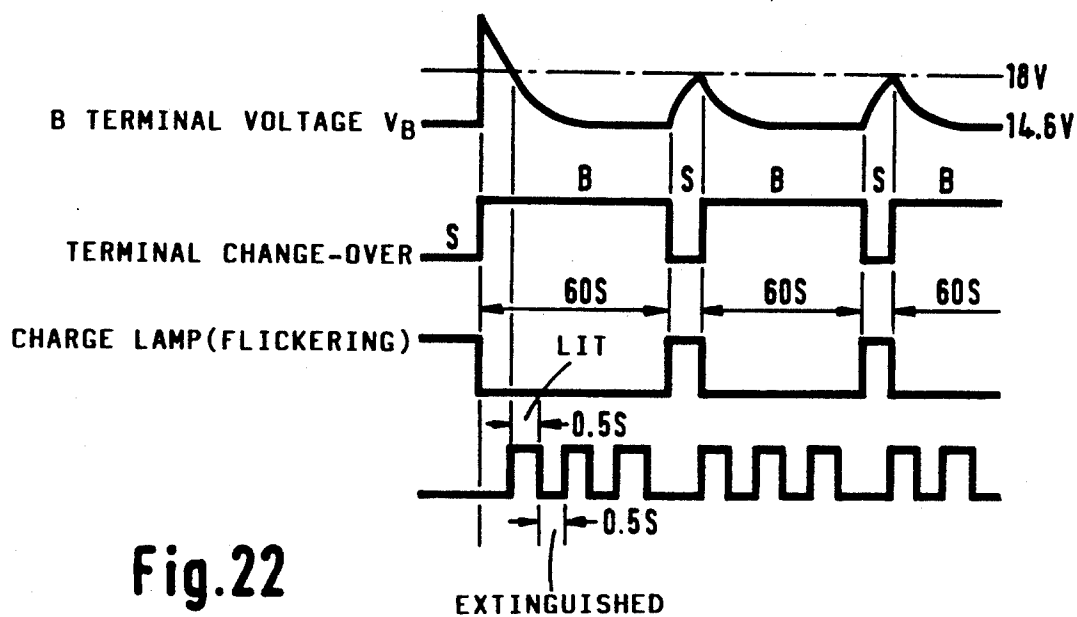 18V
B TERMINAL VOLTAGE VB
14.6V
B S B S B
S
TERMINAL CHANGE-OVER
60S 60S 60S
CHARGE LAMP(FLICKERING)
LIT
0.5S
0.5S
Fig.22
EXTINGUISHED